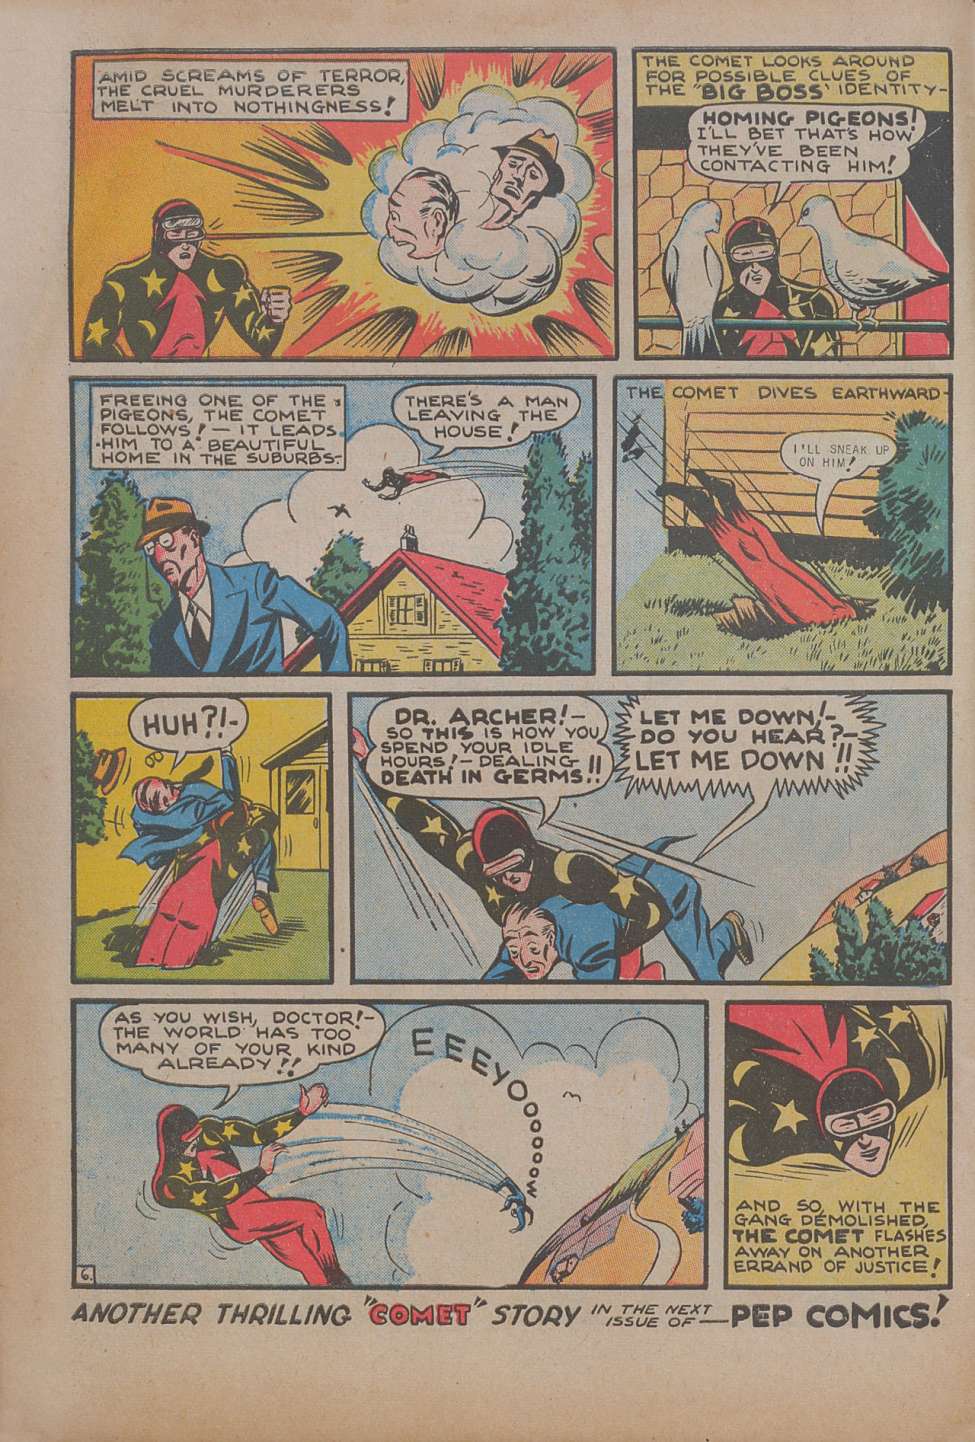 AMID SCREAMS OF TERROR,
THE CRUEL MURDERERS
MELT INTO NOTHINGNESS!
THE COMET LOOKS AROUND
FOR POSSIBLE CLUES OF
THE "BIG BOSS' IDENTITY-
HOMING PIGEONS!
I'LL BET THAT'S HOW
THEY'VE BEEN
CONTACTING HIM!
FREEING ONE OF THE
PIGEONS, THE COMET
FOLLOWS! - IT LEADS
HIM TO A BEAUTIFUL
HOME IN THE SUBURBS-
THERE'S A MAN
LEAVING THE
HOUSE!
THE COMET DIVES EARTHWARD-
I'LL SNEAK UP
ON HIM!
HUH?!-
DR. ARCHER!-
SO THIS IS HOW YOU
SPEND YOUR IDLE
HOURS!- DEALING
DEATH IN GERMS!!
LET ME DOWN!-
DO YOU HEAR?-
LET ME DOWN!!
AS YOU WISH, DOCTOR!-
THE WORLD HAS TOO
MANY OF YOUR KIND
ALREADY!!
EEEYOOOOOOW
6.
AND SO, WITH THE
GANG DEMOLISHED,
THE COMET FLASHES
AWAY ON ANOTHER
ERRAND OF JUSTICE!
ANOTHER THRILLING "COMET" STORY IN THE NEXT
ISSUE OF- PEP COMICS!